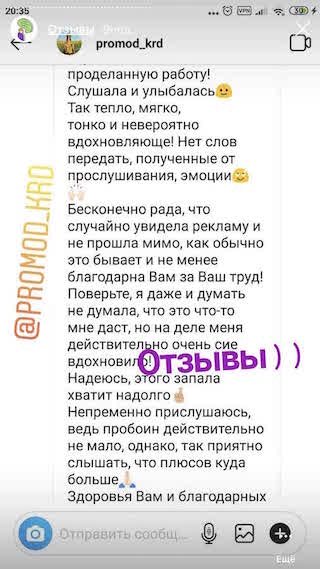 20:35
... VPN 39
Отзывы 9нед.
promod_krd
проделанную работу!
Слушала и улыбалась
Так тепло, мягко,
тонко и невероятно
вдохновляюще! Нет слов
передать, полученные от
прослушивания, эмоции
Бесконечно рада, что
случайно увидела рекламу и
не прошла мимо, как обычно
это бывает и не менее
благодарна Вам за Ваш труд!
Поверьте, я даже и думать
не думала, что это что-то
мне даст, но на деле меня
действительно очень сие
вдохновило!
Надеюсь, этого запала
хватит надолго
Непременно прислушаюсь,
ведь пробоин действительно
не мало, однако, так приятно
слышать, что плюсов куда
больше
Здоровья Вам и благодарных
@PROMOD_KRD
Отзывы))
Отправить сообщ...
Ещё